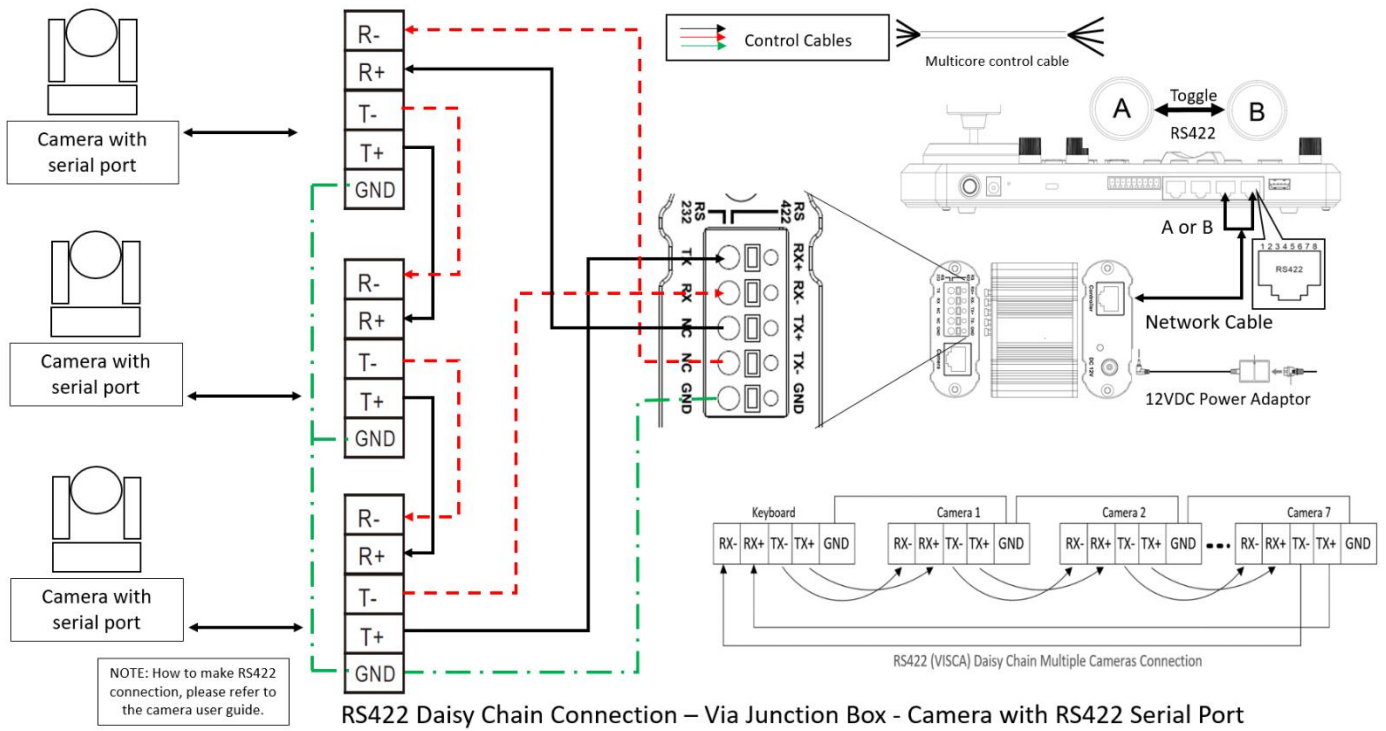 Control Cables
Multicore control cable
A
Toggle
B
RS422
Camera with
serial port
R-
R+
T-
T+
GND
Camera with
serial port
R-
R+
T-
T+
GND
Camera with
serial port
R-
R+
T-
T+
GND
RS
232
RS
422
TX
RX+
RX
RX-
NC
TX+
NC
TX-
GND
GND
A or B
1 2 3 4 5 6 7 8
RS422
Controller
Camera
DC 12V
Network Cable
12VDC Power Adaptor
Keyboard
RX- RX+ TX- TX+ GND
Camera 1
RX- RX+ TX- TX+ GND
Camera 2
RX- RX+ TX- TX+ GND
Camera 7
RX- RX+ TX- TX+ GND
RS422 (VISCA) Daisy Chain Multiple Cameras Connection
NOTE: How to make RS422
connection, please refer to
the camera user guide.
RS422 Daisy Chain Connection – Via Junction Box - Camera with RS422 Serial Port